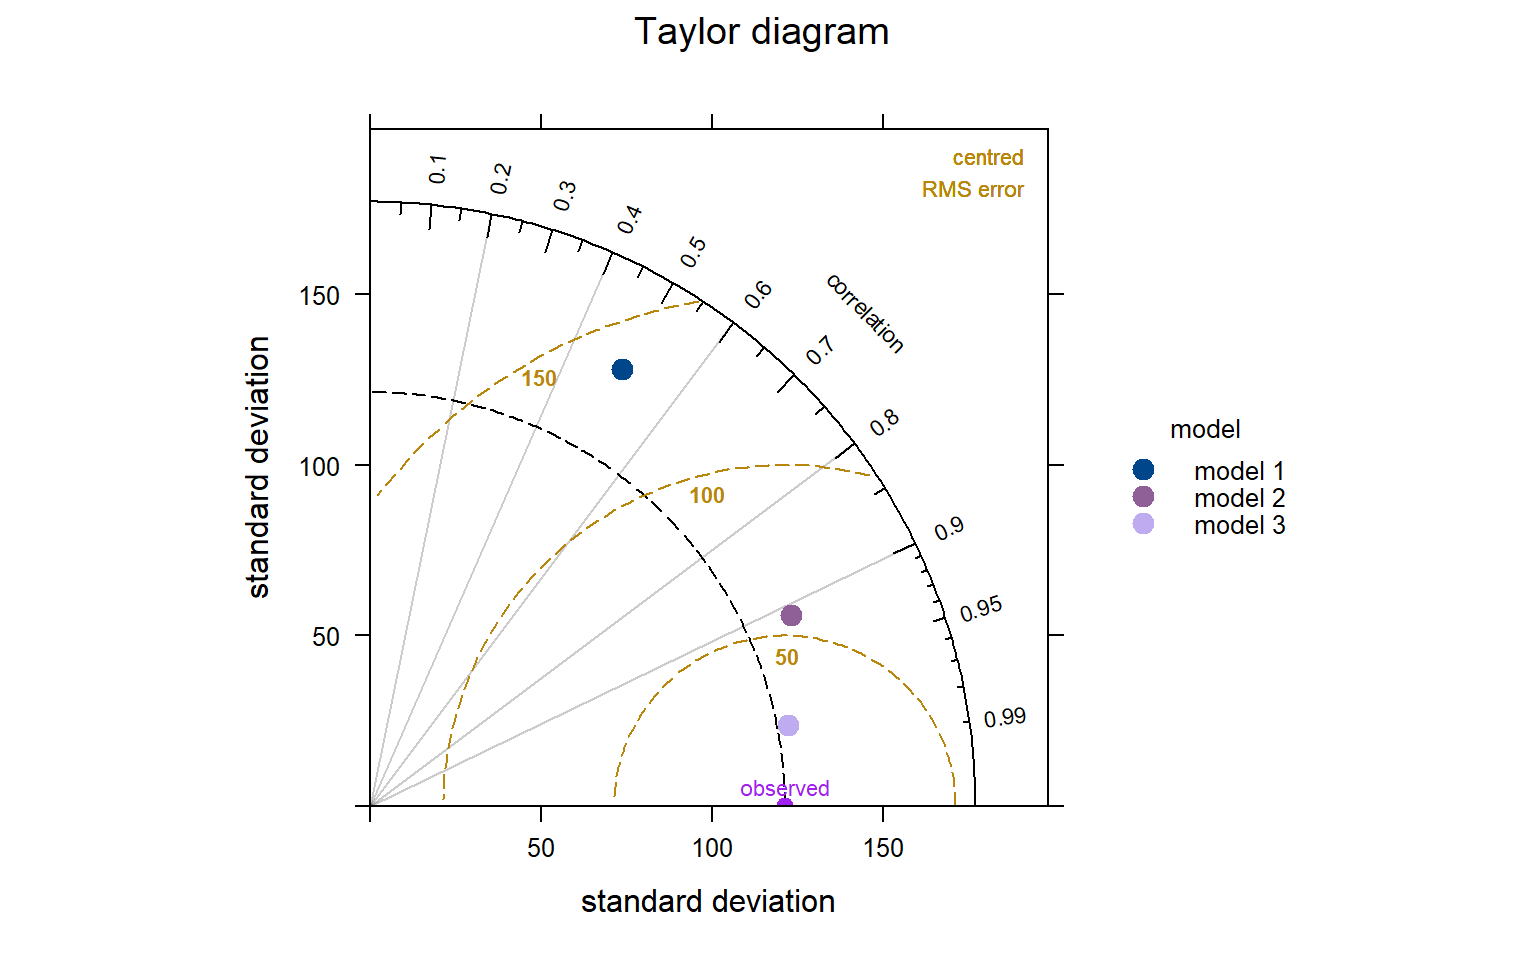 Taylor diagram
centred
RMS error
0.1
0.2
0.3
0.4
0.5
0.6
0.7
0.8
0.9
0.95
0.99
correlation
150
100
50
standard deviation
150
100
50
observed
50
100
150
standard deviation
model
model 1
model 2
model 3